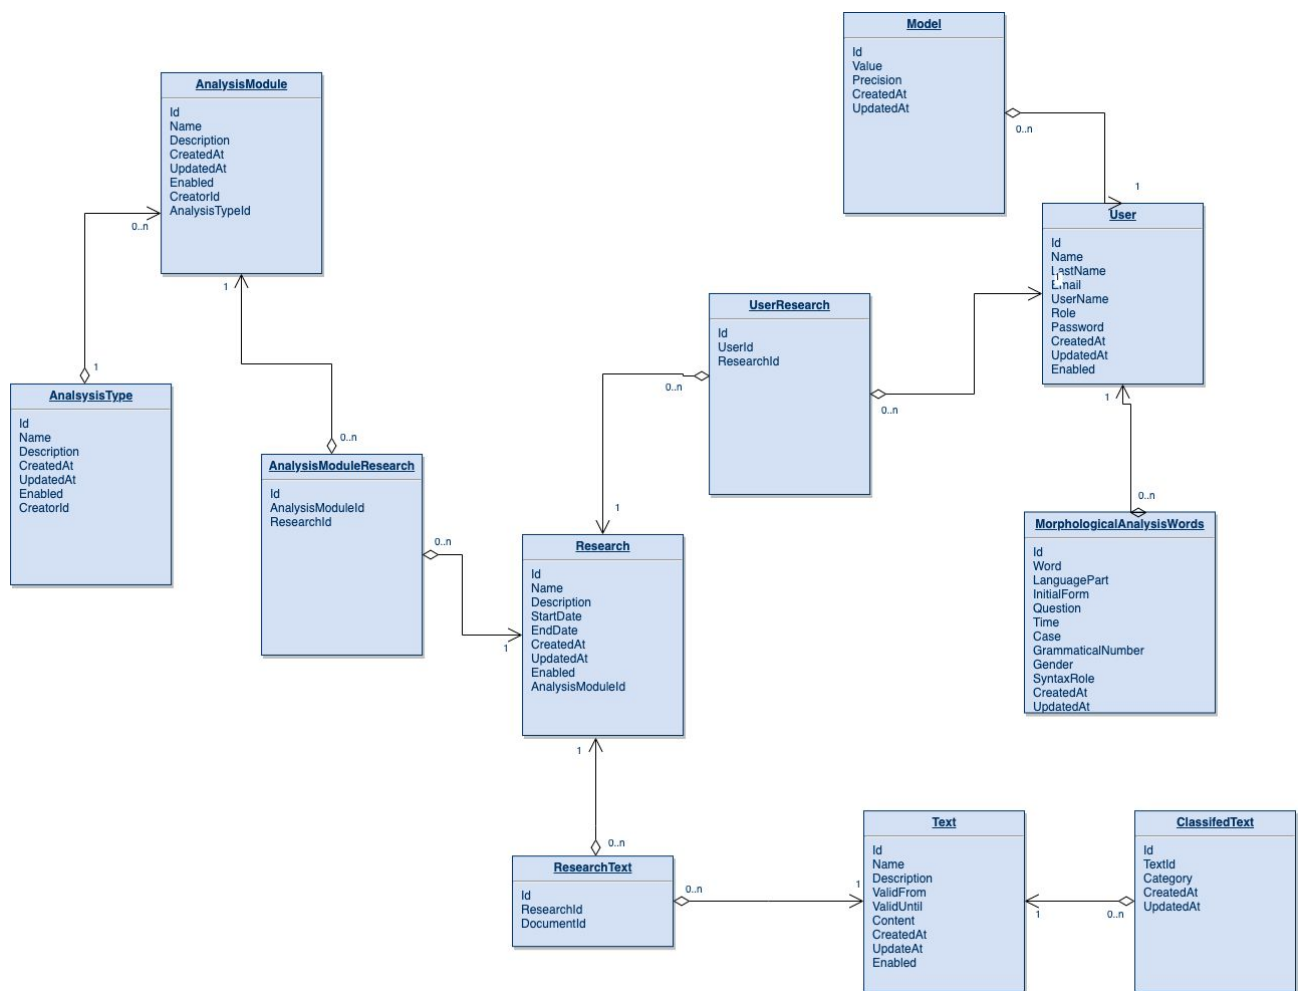 Model
Id
Value
Precision
CreatedAt
UpdatedAt
0..n
1
AnalysisModule
Id
Name
Description
CreatedAt
UpdatedAt
Enabled
CreatorId
AnalysisTypeId
0..n
1
User
Id
Name
LastName
Email
UserName
Role
Password
CreatedAt
UpdatedAt
Enabled
1
UserResearch
Id
UserId
ResearchId
0..n
0..n
1
1
AnalsysisType
Id
Name
Description
CreatedAt
UpdatedAt
Enabled
CreatorId
0..n
AnalysisModuleResearch
Id
AnalysisModuleId
ResearchId
0..n
1
0..n
MorphologicalAnalysisWords
Id
Word
LanguagePart
InitialForm
Question
Time
Case
GrammaticalNumber
Gender
SyntaxRole
CreatedAt
UpdatedAt
Research
Id
Name
Description
StartDate
EndDate
CreatedAt
UpdatedAt
Enabled
AnalysisModuleId
1
0..n
ResearchText
Id
ResearchId
DocumentId
0..n
1
Text
Id
Name
Description
ValidFrom
ValidUntil
Content
CreatedAt
UpdateAt
Enabled
1
0..n
ClassifedText
Id
TextId
Category
CreatedAt
UpdatedAt